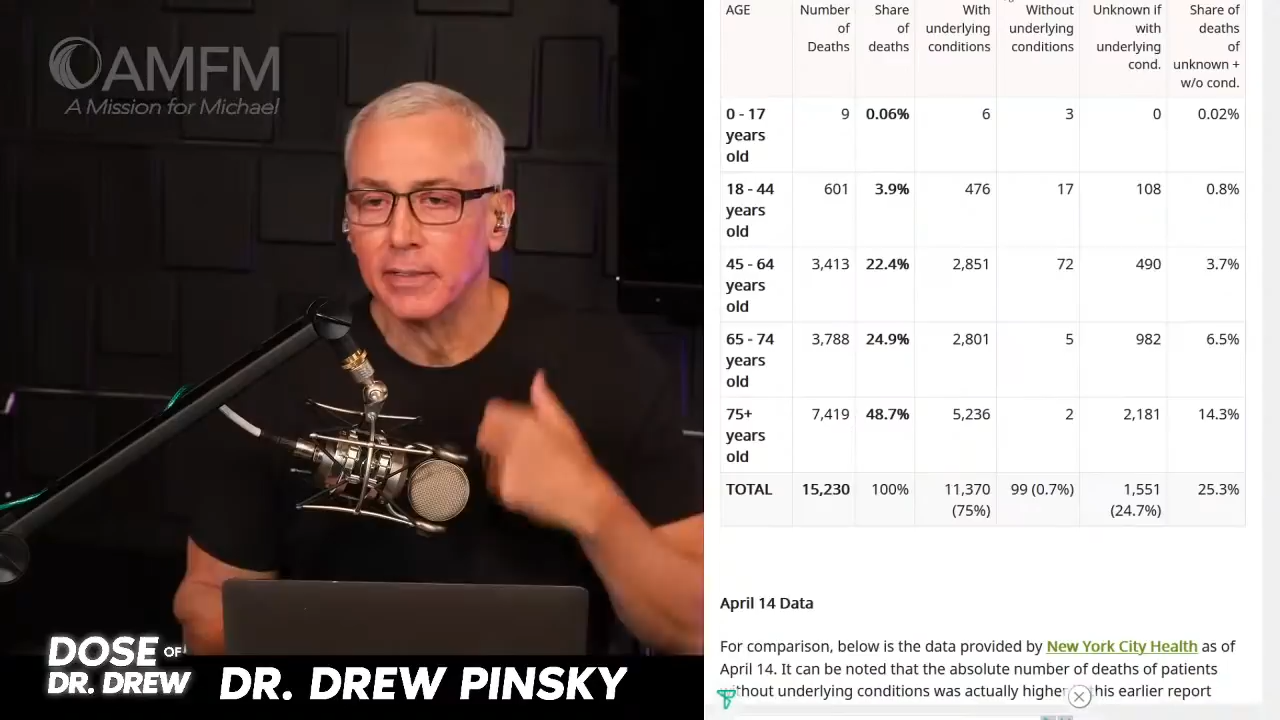 AMFM
A Mission for Michael
DOSE OF
DR. DREW
DR. DREW PINSKY
AGE
Number of Deaths
Share of deaths
With underlying conditions
Without underlying conditions
Unknown if with underlying cond.
Share of deaths of unknown + w/o cond.
0 - 17 years old 9 0.06% 6 3 0 0.02%
18 - 44 years old 601 3.9% 476 17 108 0.8%
45 - 64 years old 3,413 22.4% 2,851 72 490 3.7%
65 - 74 years old 3,788 24.9% 2,801 5 982 6.5%
75+ years old 7,419 48.7% 5,236 2 2,181 14.3%
TOTAL 15,230 100% 11,370 (75%) 99 (0.7%) 1,551 (24.7%) 25.3%
April 14 Data
For comparison, below is the data provided by New York City Health as of
April 14. It can be noted that the absolute number of deaths of patients
without underlying conditions was actually higher this earlier report